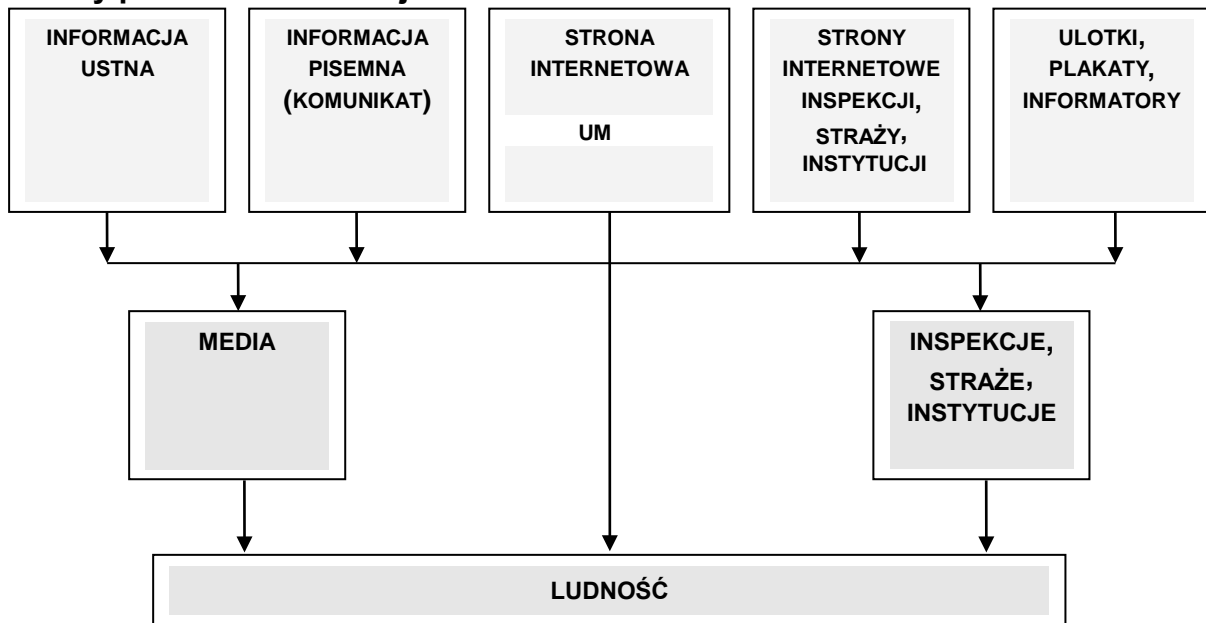 INFORMACJA
USTNA
INFORMACJA
PISEMNA
(KOMUNIKAT)
STRONA
INTERNETOWA
UM
STRONY
INTERNETOWE
INSPEKCJI,
STRAŻY,
INSTYTUCJI
ULOTKI,
PLAKATY,
INFORMATORY
MEDIA
INSPEKCJE,
STRAŻE,
INSTYTUCJE
LUDNOŚĆ